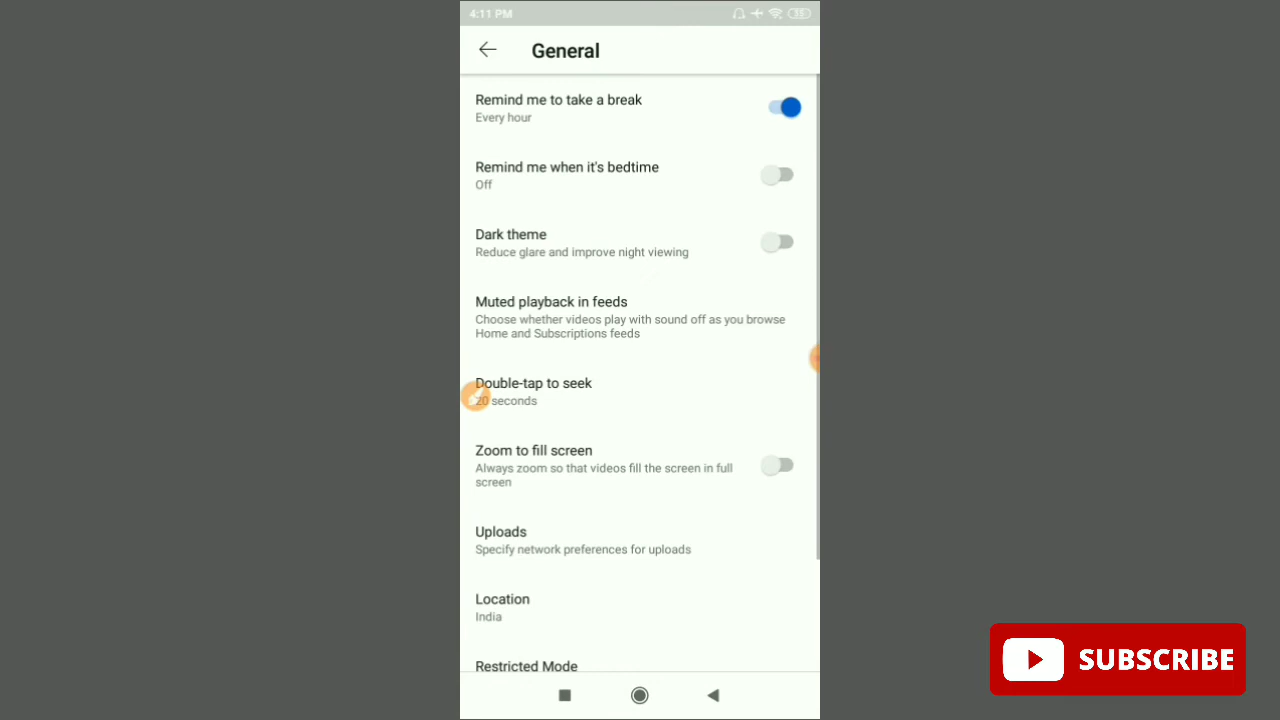 4:11 PM
General
Remind me to take a break
Every hour
Remind me when it's bedtime
Off
Dark theme
Reduce glare and improve night viewing
Muted playback in feeds
Choose whether videos play with sound off as you browse
Home and Subscriptions feeds
Double-tap to seek
20 seconds
Zoom to fill screen
Always zoom so that videos fill the screen in full
screen
Uploads
Specify network preferences for uploads
Location
India
Restricted Mode
SUBSCRIBE